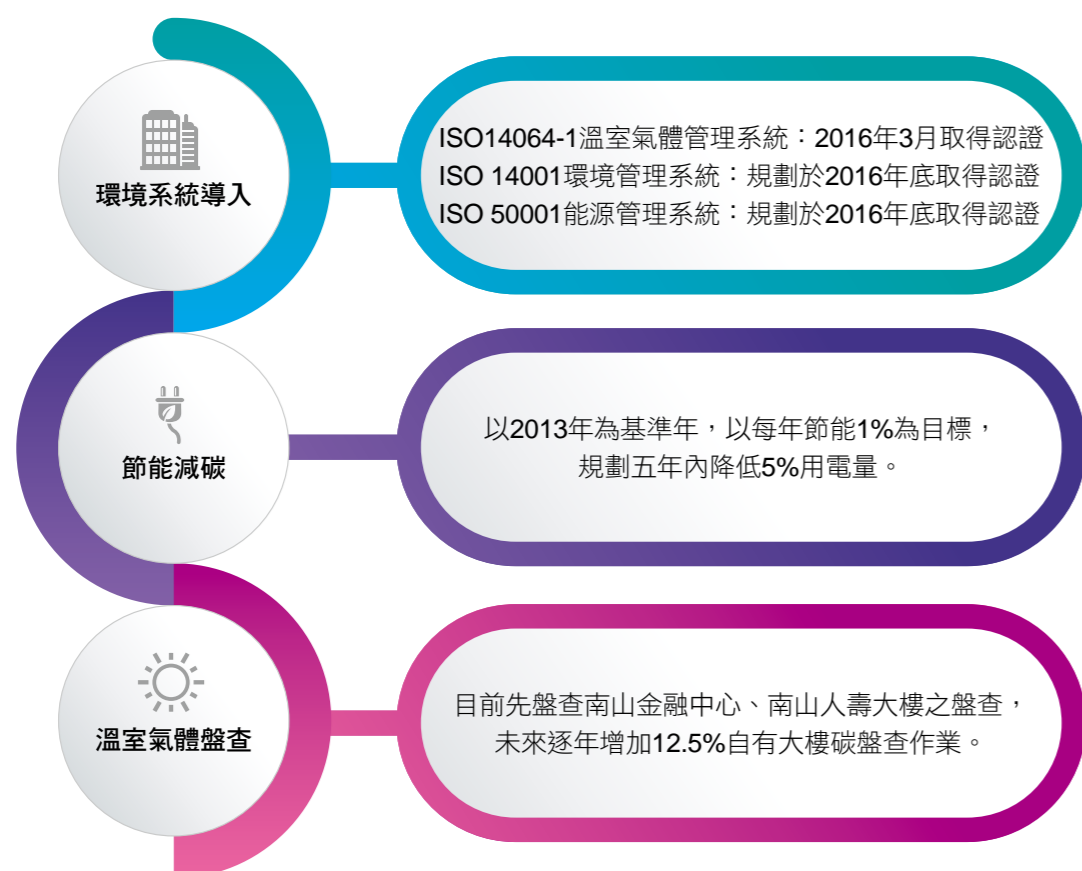 環境系統導入
ISO14064-1溫室氣體管理系統：2016年3月取得認證
ISO 14001環境管理系統：規劃於2016年底取得認證
ISO 50001能源管理系統：規劃於2016年底取得認證
節能減碳
以2013年為基準年，以每年節能1%為目標，
規劃五年內降低5%用電量。
溫室氣體盤查
目前先盤查南山金融中心、南山人壽大樓之盤查，
未來逐年增加12.5%自有大樓碳盤查作業。